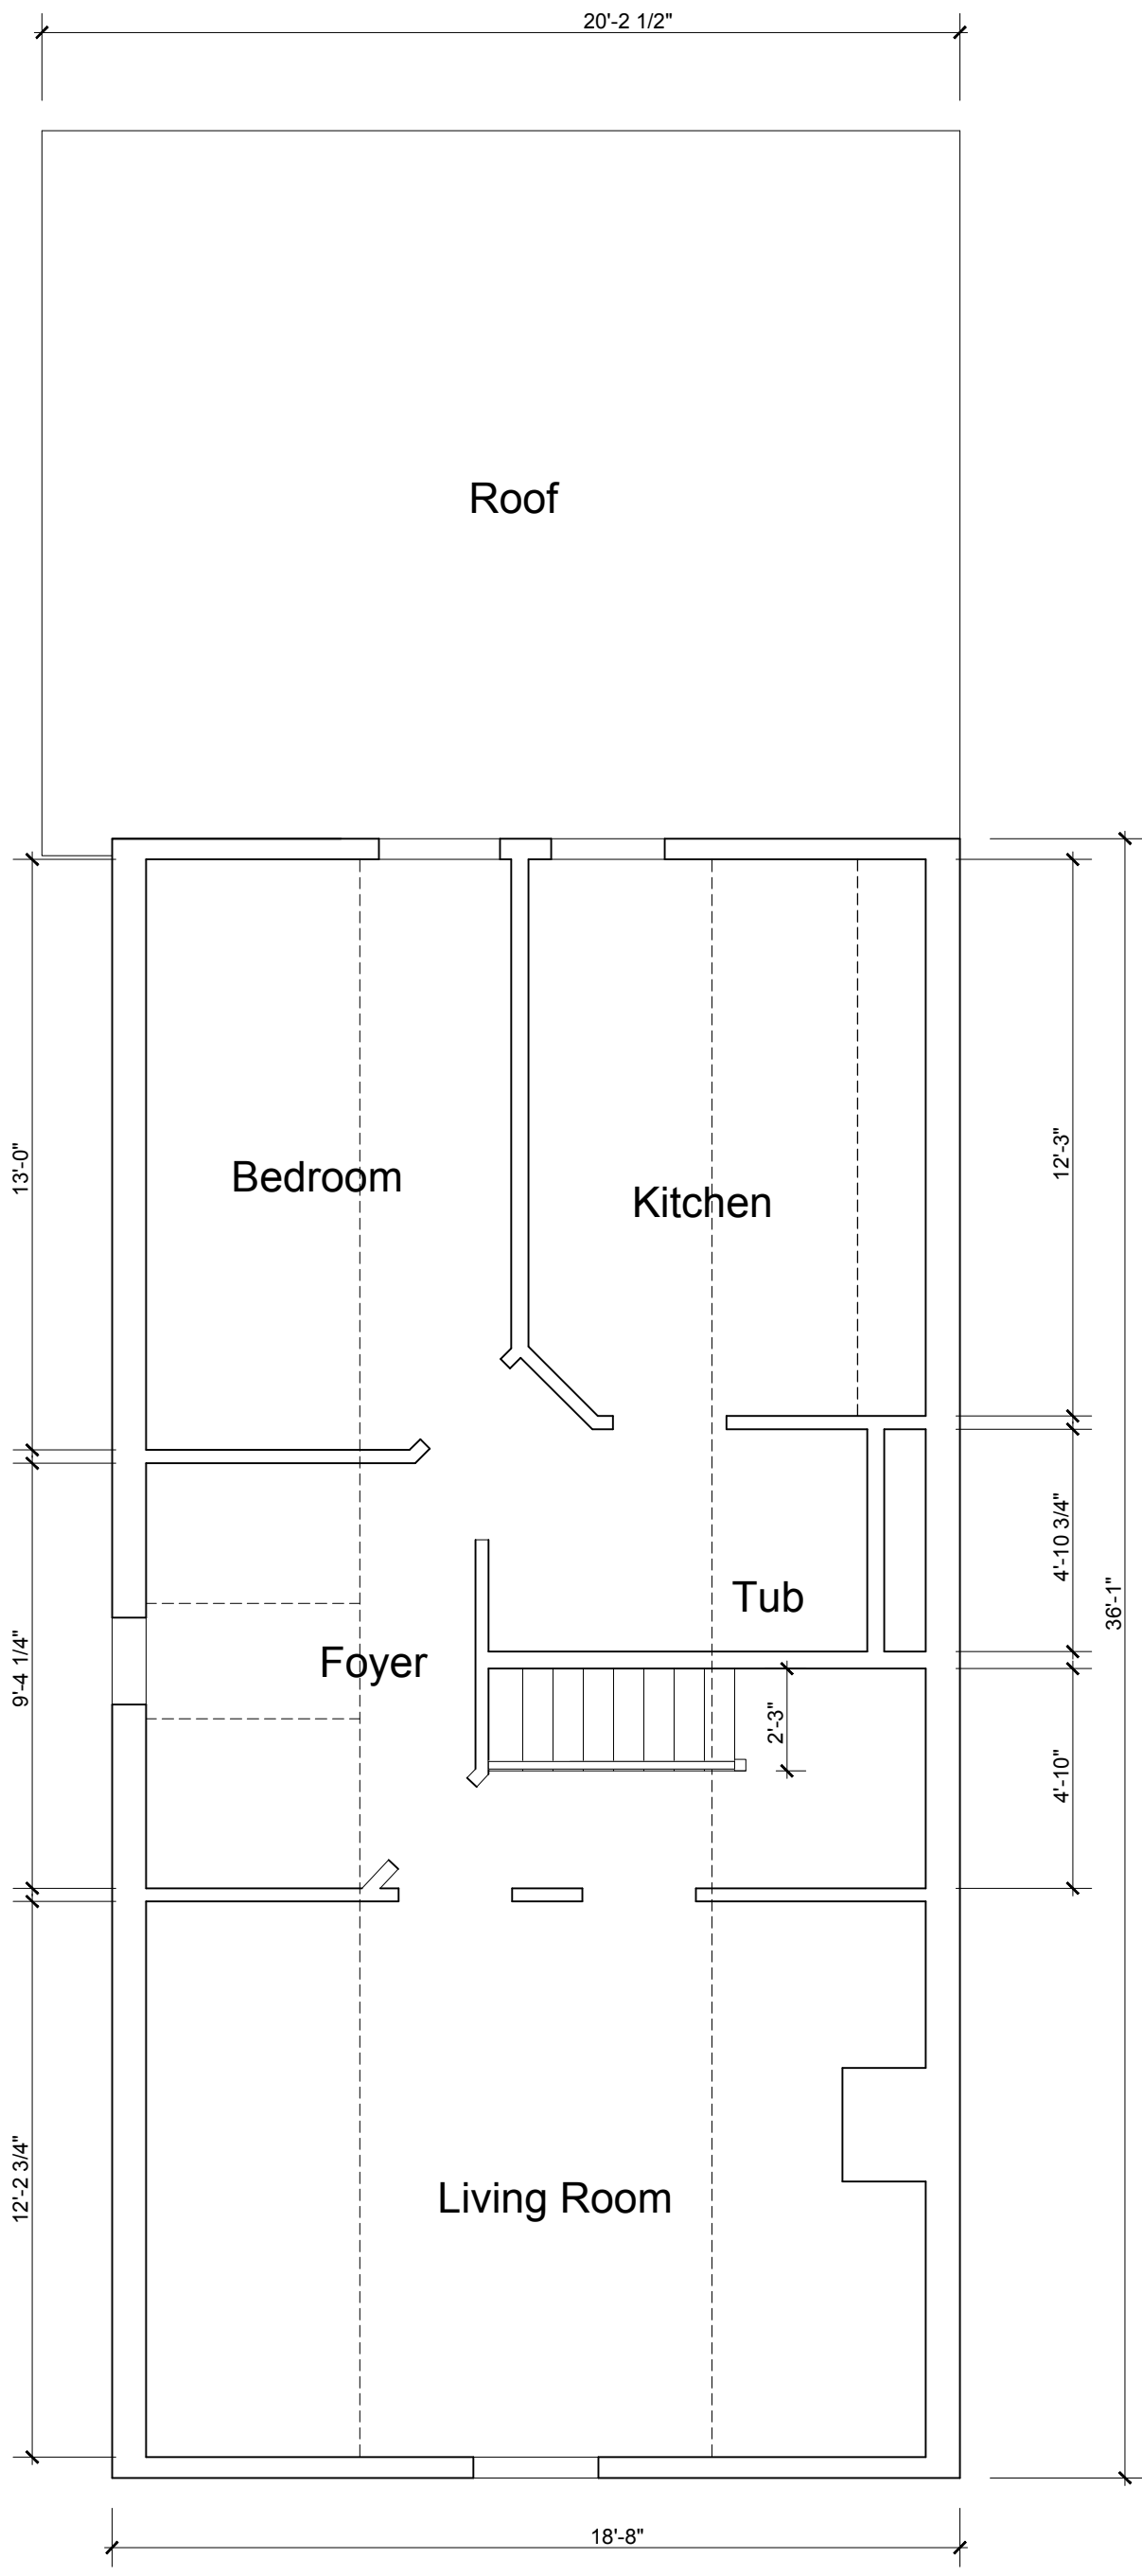 20'-2 1/2"
Roof
13'-0"
12'-3"
Bedroom
Kitchen
4'-10 3/4"
36'-1"
Tub
9'-4 1/4"
Foyer
2'-3"
4'-10"
12'-2 3/4"
Living Room
18'-8"